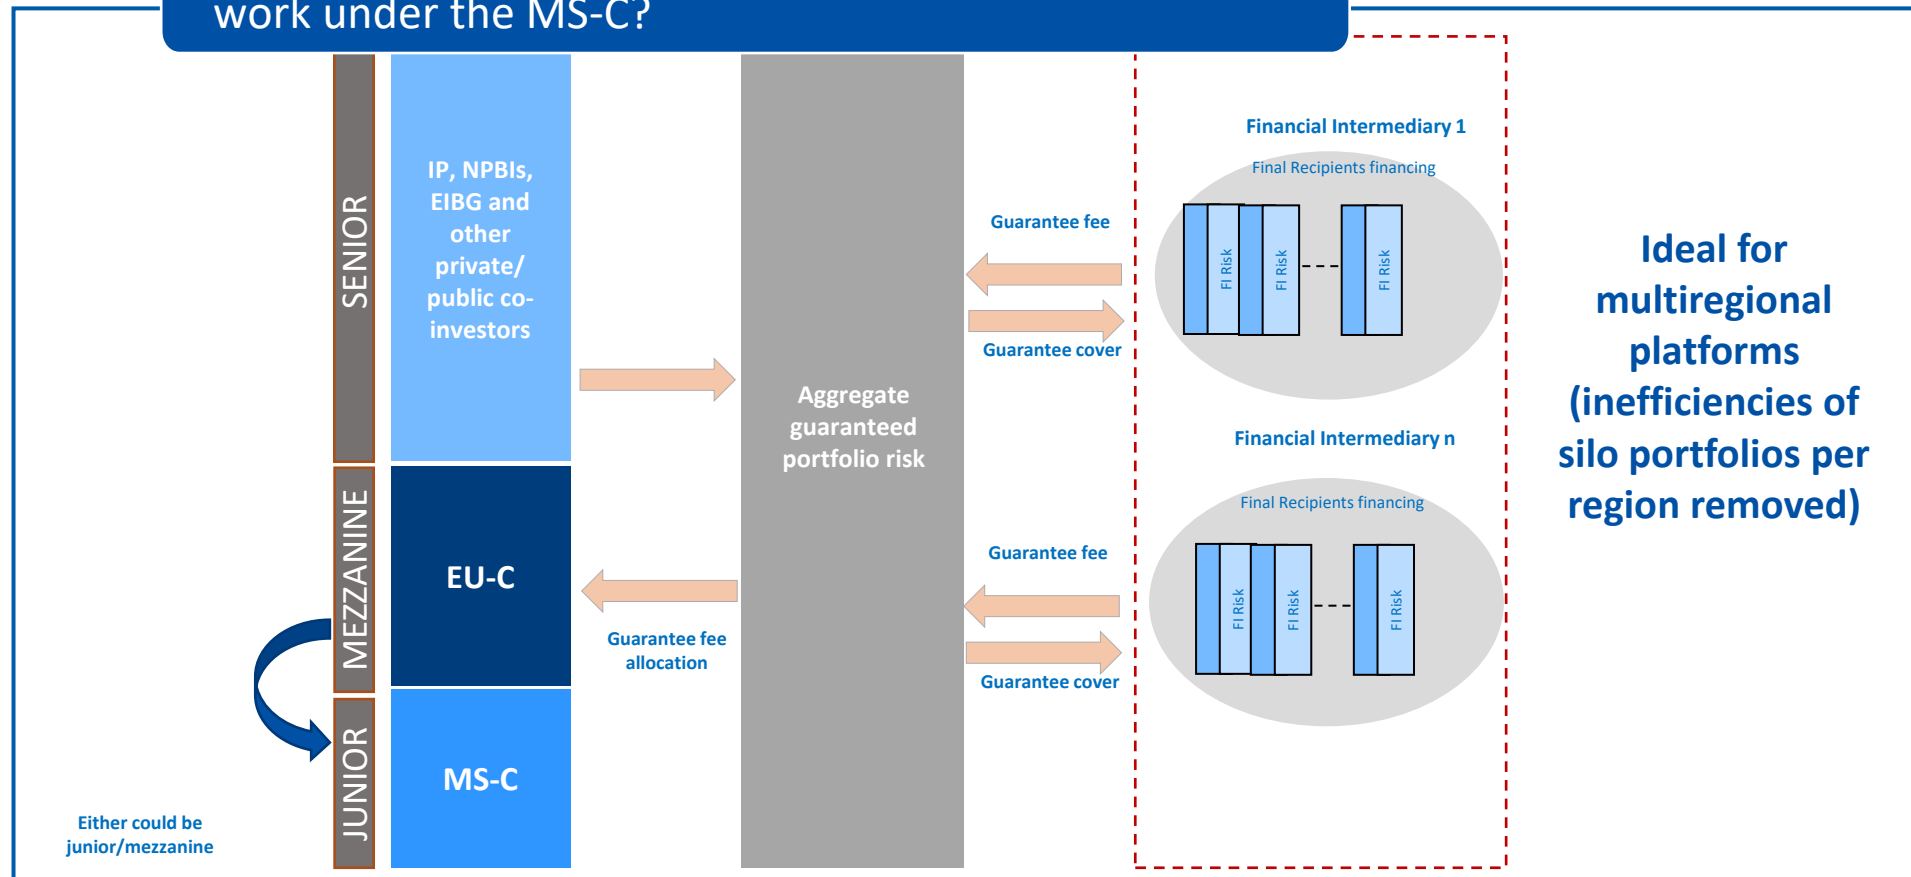 work under the MS-C?
SENIOR
MEZZANINE
JUNIOR
IP, NPBIs,
EIBG and
other
private/
public co-
investors
EU-C
MS-C
Either could be
junior/mezzanine
Guarantee fee
allocation
Aggregate
guaranteed
portfolio risk
Guarantee fee
Guarantee cover
Guarantee fee
Guarantee cover
Financial Intermediary 1
Final Recipients financing
FI Risk
FI Risk
FI Risk
Financial Intermediary n
Final Recipients financing
FI Risk
FI Risk
FI Risk
Ideal for
multiregional
platforms
(inefficiencies of
silo portfolios per
region removed)